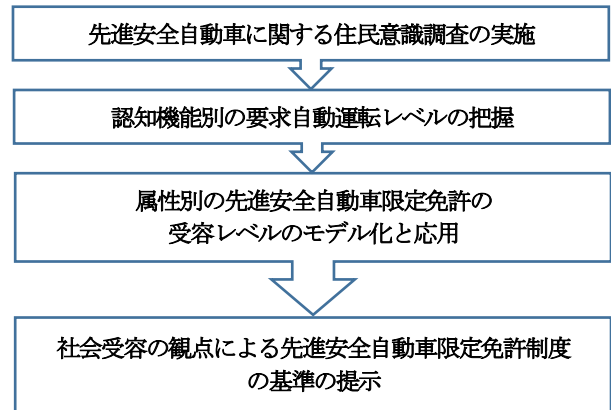 先進安全自動車に関する住民意識調査の実施
認知機能別の要求自動運転レベルの把握
属性別の先進安全自動車限定免許の
受容レベルのモデル化と応用
社会受容の観点による先進安全自動車限定免許制度
の基準の提示